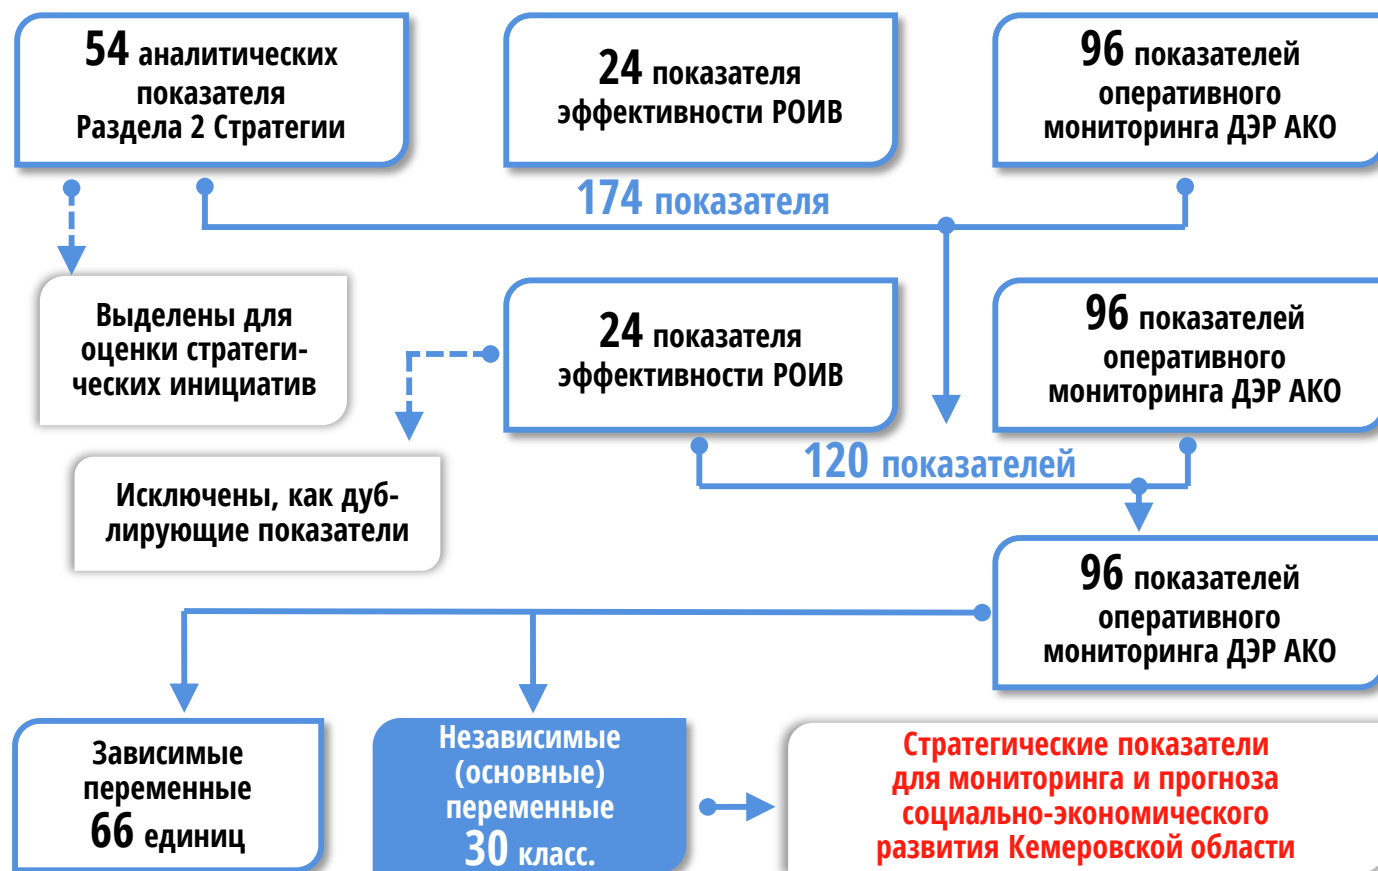 54 аналитических
показателя
Раздела 2 Стратегии
24 показателя
эффективности РОИВ
96 показателей
оперативного
мониторинга ДЭР АКО
174 показателя
Выделены для
оценки стратеги-
ческих инициатив
24 показателя
эффективности РОИВ
96 показателей
оперативного
мониторинга ДЭР АКО
120 показателей
Исключены, как дуб-
лирующие показатели
96 показателей
оперативного
мониторинга ДЭР АКО
Зависимые
переменные
66 единиц
Независимые
(основные)
переменные
30 класс.
Стратегические показатели
для мониторинга и прогноза
социально-экономического
развития Кемеровской области